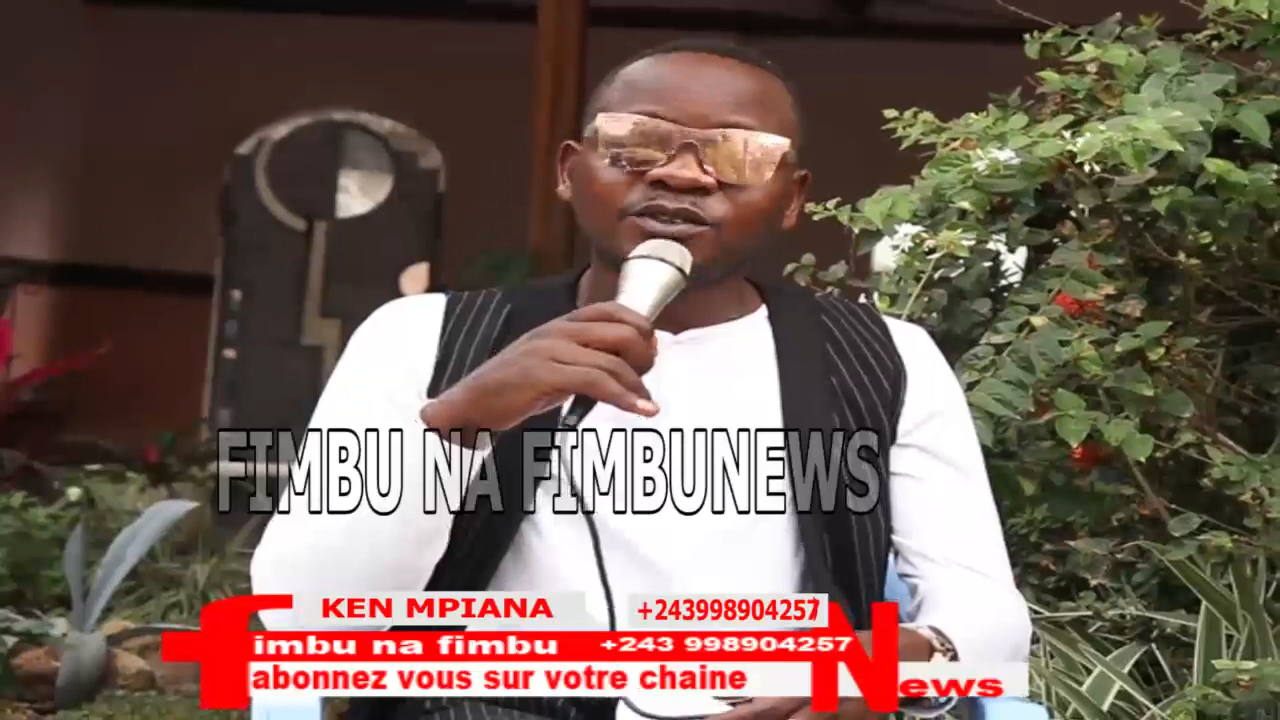 FIMBU NA FIMBUNEWS
KEN MPIANA +243998904257
fimbu na fimbu +243 998904257
abonnez vous sur votre chaine News